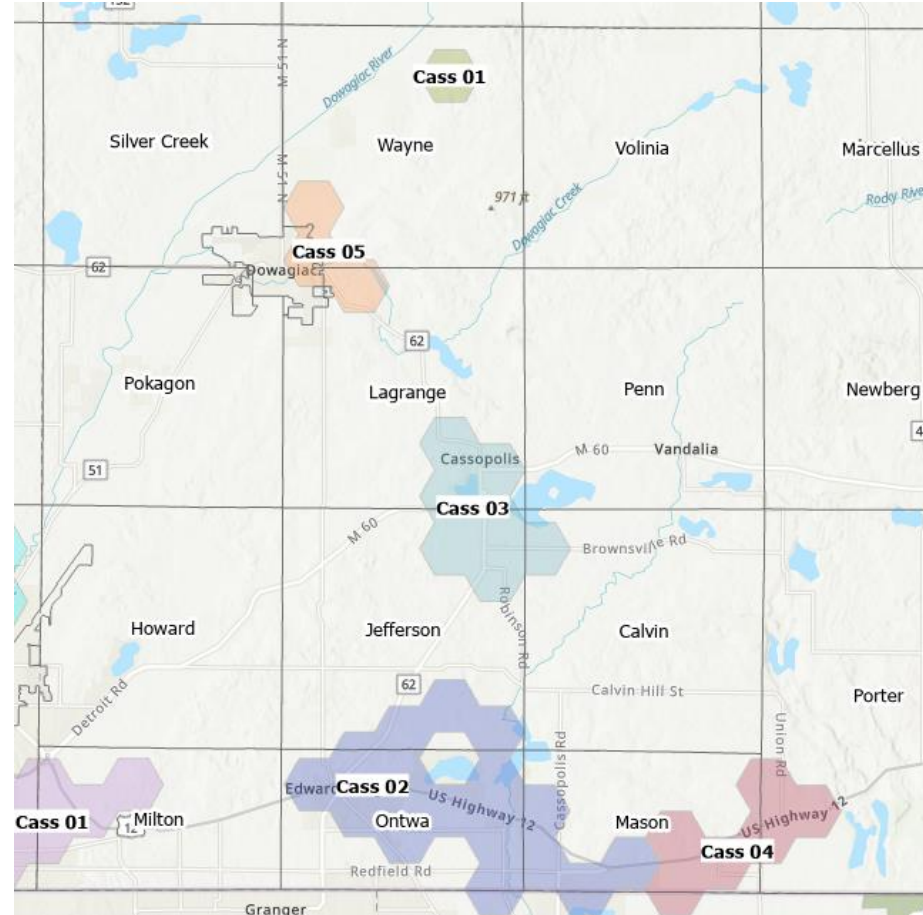 M 51 N
Dowagiac River
Cass 01
Silver Creek
Wayne
Volinia
Marcellus
M 51 N
971 ft
Dowagiac Creek
Rocky River
Cass 05
62
Dowagiac
62
Pokagon
Lagrange
Penn
Newberg
4
Cassopolis
M 60
Vandalia
51
Cass 03
M 60
Brownsville Rd
Robinson Rd
Howard
Jefferson
Calvin
62
Calvin Hill St
Porter
Detroit Rd
Union Rd
Cassopolis Rd
Edward
Cass 02
US Highway 12
Cass 01
12
Milton
Ontwa
Mason
US Highway 12
Cass 04
Redfield Rd
Granger